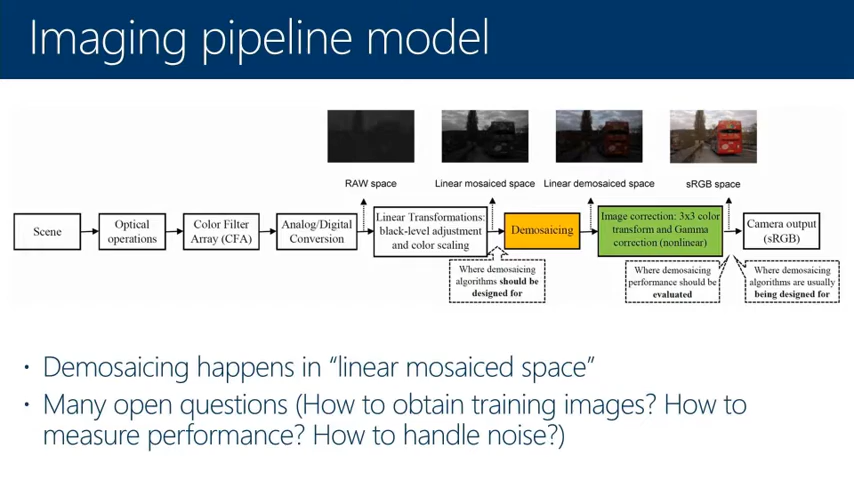 Imaging pipeline model
RAW space
Linear mosaiced space
Linear demosaiced space
sRGB space
Scene
Optical
operations
Color Filter
Array (CFA)
Analog/Digital
Conversion
Linear Transformations:
black-level adjustment
and color scaling
Demosaicing
Image correction: 3x3 color
transform and Gamma
correction (nonlinear)
Camera output
(sRGB)
Where demosaicing
algorithms should be
designed for
Where demosaicing
performance should be
evaluated
Where demosaicing
algorithms are usually
being designed for
• Demosaicing happens in “linear mosaiced space”
• Many open questions (How to obtain training images? How to
measure performance? How to handle noise?)